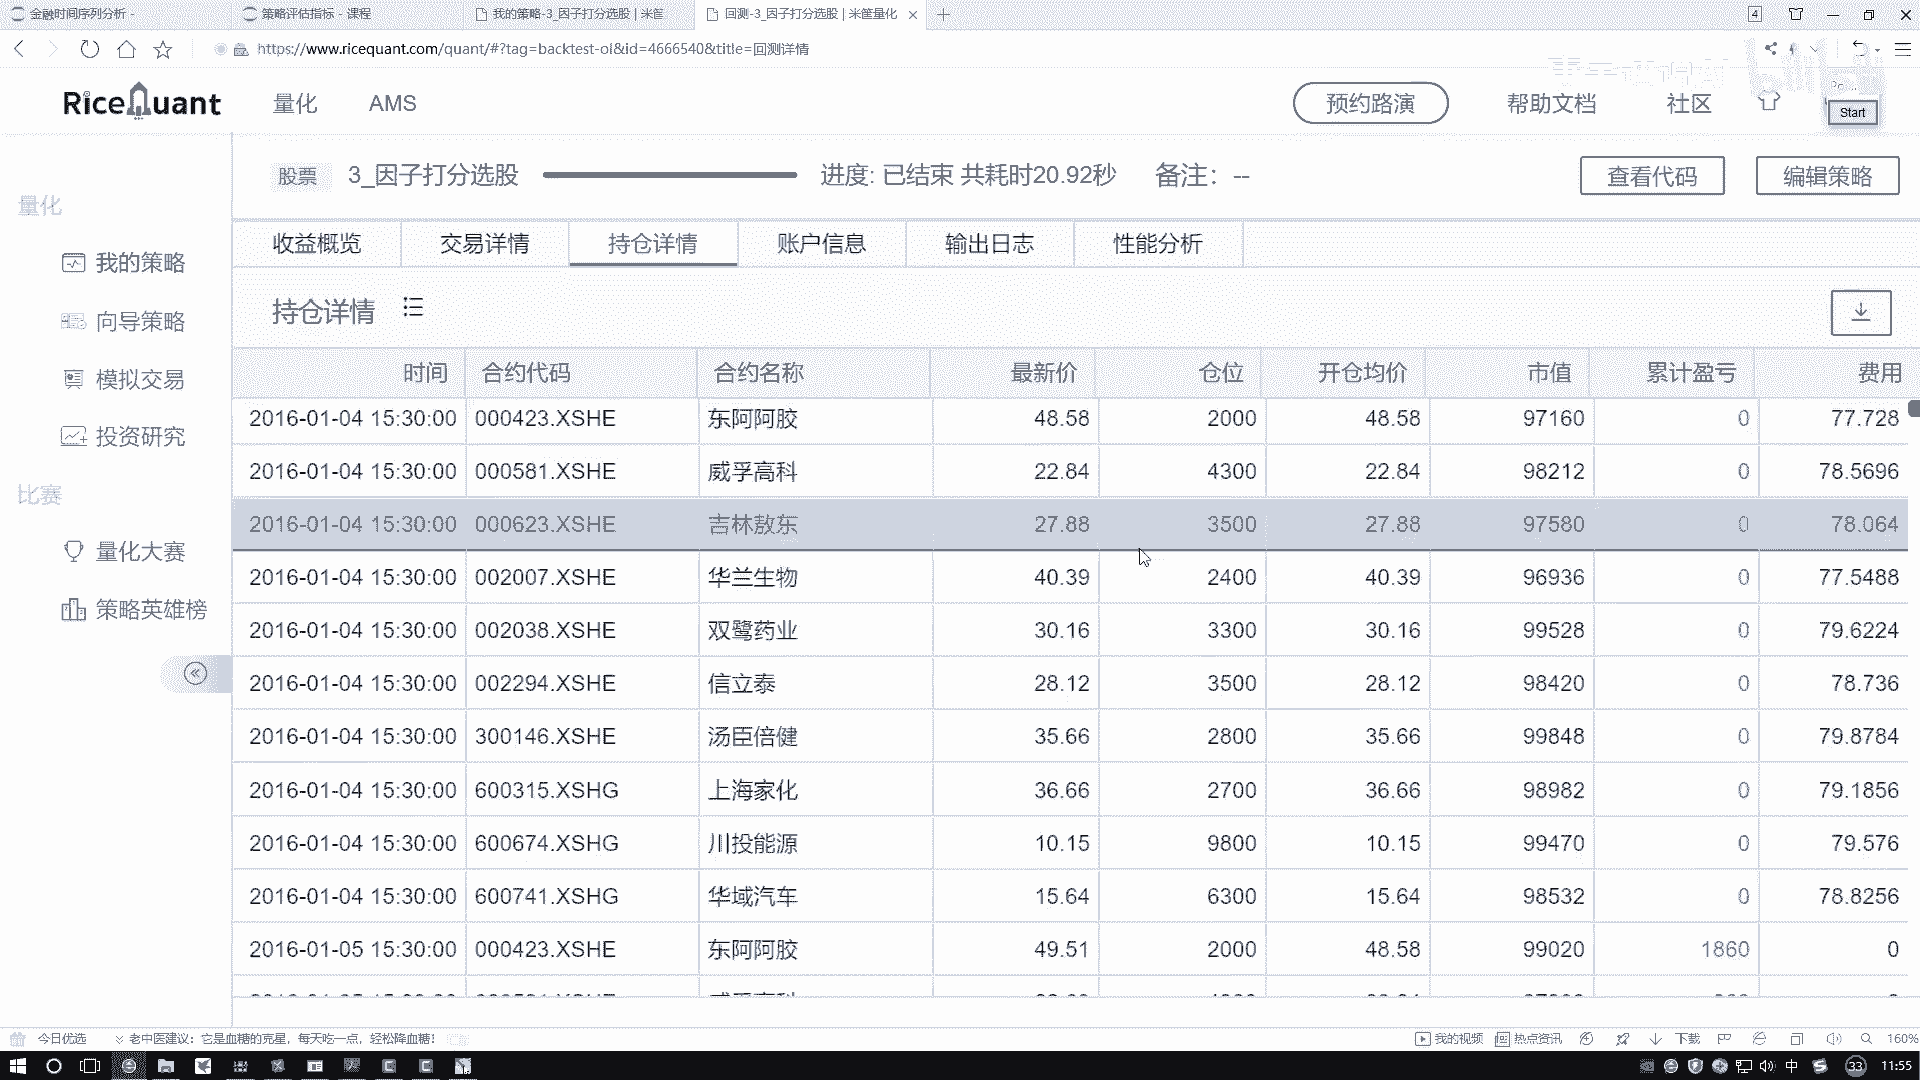 金融时间序列分析 -
策略评估指标 - 课程
我的策略-3_因子打分选股 | 米筐
回测-3_因子打分选股 | 米筐量化
4
https://www.ricequant.com/quant/#?tag=backtest-ol&id=4666540&title=回测详情
RiceQuant
量化
AMS
预约路演
帮助文档
社区
Start
股票
3_因子打分选股
进度: 已结束 共耗时20.92秒
备注: --
查看代码
编辑策略
量化
我的策略
向导策略
模拟交易
投资研究
比赛
量化大赛
策略英雄榜
收益概览
交易详情
持仓详情
账户信息
输出日志
性能分析
持仓详情
时间 合约代码 合约名称 最新价 仓位 开仓均价 市值 累计盈亏 费用
2016-01-04 15:30:00 000423.XSHE 东阿阿胶 48.58 2000 48.58 97160 0 77.728
2016-01-04 15:30:00 000581.XSHE 威孚高科 22.84 4300 22.84 98212 0 78.5696
2016-01-04 15:30:00 000623.XSHE 吉林敖东 27.88 3500 27.88 97580 0 78.064
2016-01-04 15:30:00 002007.XSHE 华兰生物 40.39 2400 40.39 96936 0 77.5488
2016-01-04 15:30:00 002038.XSHE 双鹭药业 30.16 3300 30.16 99528 0 79.6224
2016-01-04 15:30:00 002294.XSHE 信立泰 28.12 3500 28.12 98420 0 78.736
2016-01-04 15:30:00 300146.XSHE 汤臣倍健 35.66 2800 35.66 99848 0 79.8784
2016-01-04 15:30:00 600315.XSHG 上海家化 36.66 2700 36.66 98982 0 79.1856
2016-01-04 15:30:00 600674.XSHG 川投能源 10.15 9800 10.15 99470 0 79.576
2016-01-04 15:30:00 600741.XSHG 华域汽车 15.64 6300 15.64 98532 0 78.8256
2016-01-05 15:30:00 000423.XSHE 东阿阿胶 49.51 2000 48.58 99020 1860 0
今日优选
老中医建议：它是血糖的克星，每天吃一点，轻松降血糖！
我的视频
热点资讯
下载
160%
中
33
11:55